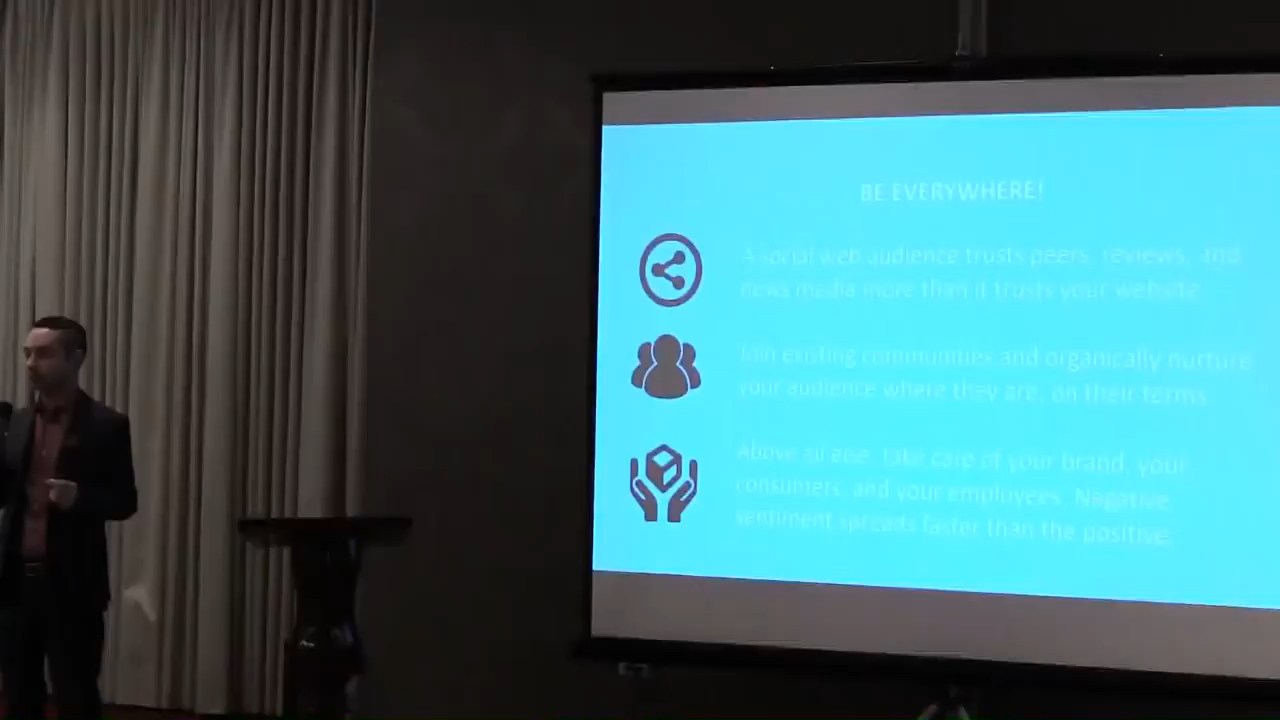 BE EVERYWHERE!
A social web audience trusts peers, reviews, and
news media more than it trusts your website.
Join existing communities and organically nurture
your audience where they are, on their terms.
Above all else, take care of your brand, your
consumers, and your employees. Nagative
sentiment spreads faster than the positive.